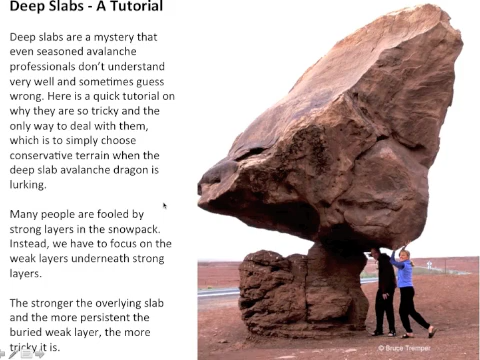 Deep Slabs - A Tutorial
Deep slabs are a mystery that
even seasoned avalanche
professionals don't understand
very well and sometimes guess
wrong. Here is a quick tutorial on
why they are so tricky and the
only way to deal with them,
which is to simply choose
conservative terrain when the
deep slab avalanche dragon is
lurking.
Many people are fooled by
strong layers in the snowpack.
Instead, we have to focus on the
weak layers underneath strong
layers.
The stronger the overlying slab
and the more persistent the
buried weak layer, the more
tricky it is.
© Bruce Tremper